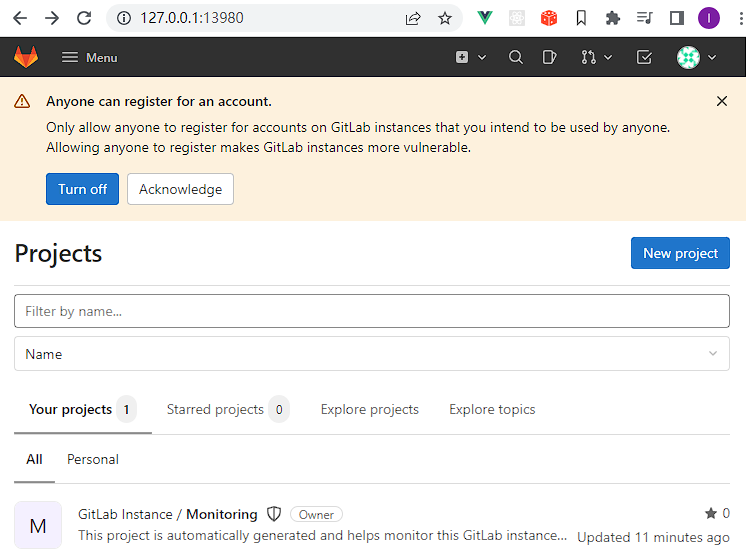 127.0.0.1:13980
I
Menu
Anyone can register for an account.
Only allow anyone to register for accounts on GitLab instances that you intend to be used by anyone.
Allowing anyone to register makes GitLab instances more vulnerable.
Turn off Acknowledge
Projects New project
Filter by name...
Name
Your projects 1 Starred projects 0 Explore projects Explore topics
All Personal
M
GitLab Instance / Monitoring Owner 0
This project is automatically generated and helps monitor this GitLab instance... Updated 11 minutes ago